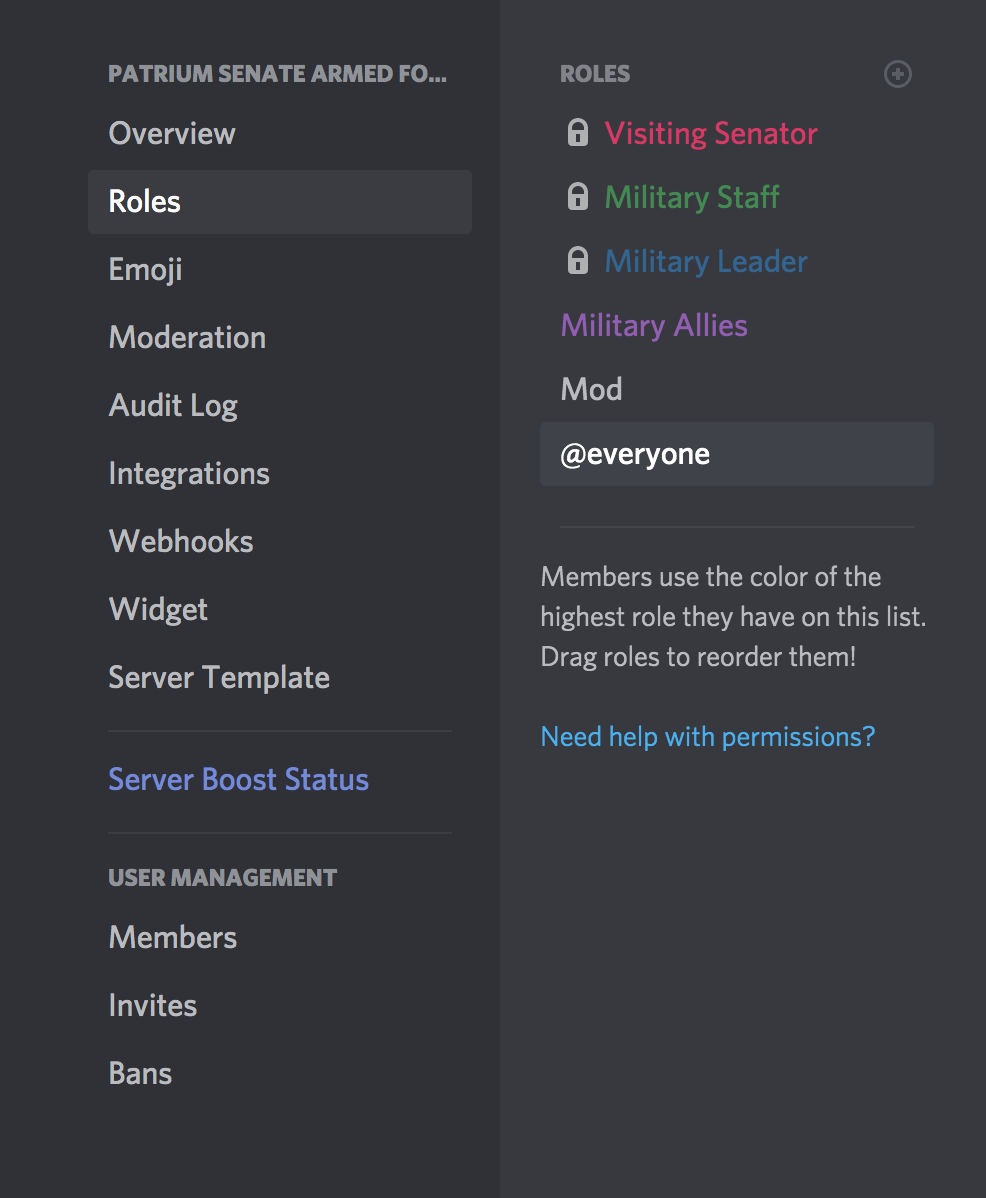 PATRIUM SENATE ARMED FO...
Overview
Roles
Emoji
Moderation
Audit Log
Integrations
Webhooks
Widget
Server Template
Server Boost Status
USER MANAGEMENT
Members
Invites
Bans
ROLES
Visiting Senator
Military Staff
Military Leader
Military Allies
Mod
@everyone
Members use the color of the
highest role they have on this list.
Drag roles to reorder them!
Need help with permissions?